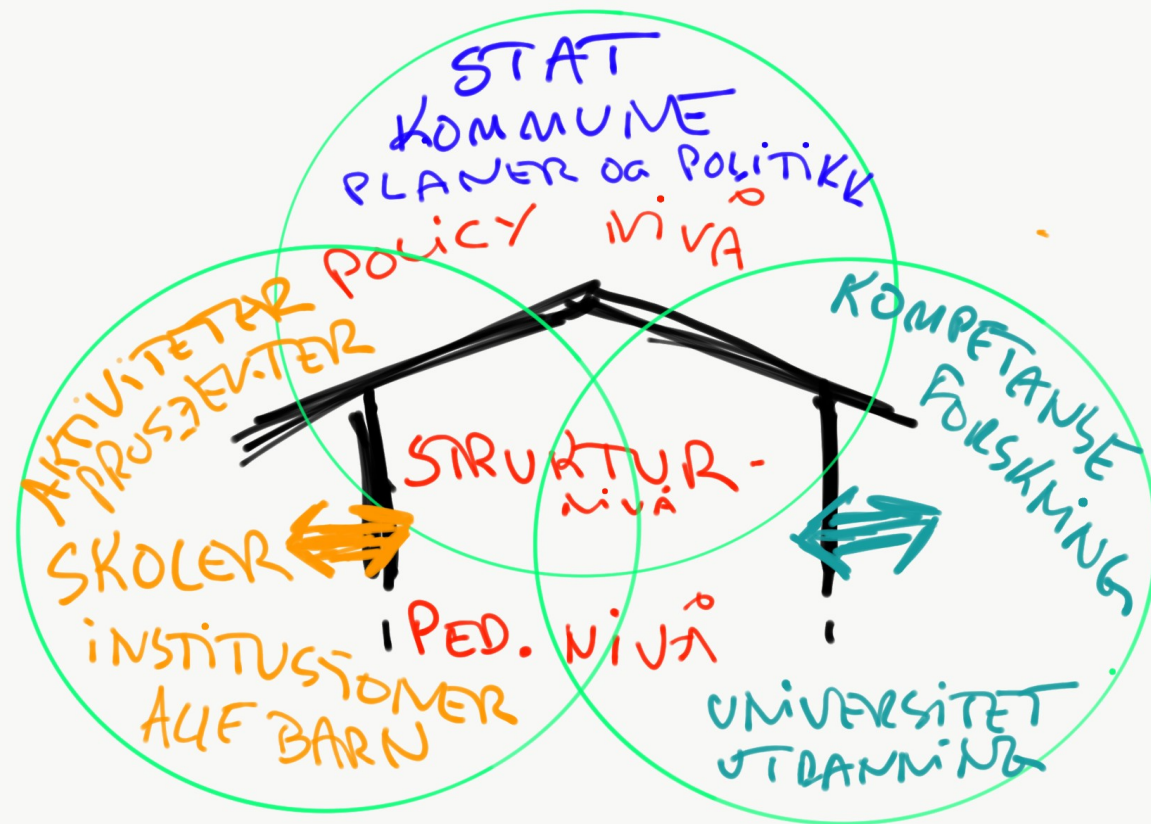 STAT
KOMMUNE
PLANER OG POLITIKK
POLICY NIVÅ
AKTIVITETER
PROSJEKTER
SKOLER
INSTITUSJONER
ALLE BARN
STRUKTUR-
NIVÅ
PED. NIVÅ
KOMPETANSE
FORSKNING
UNIVERSITET
UTDANNING